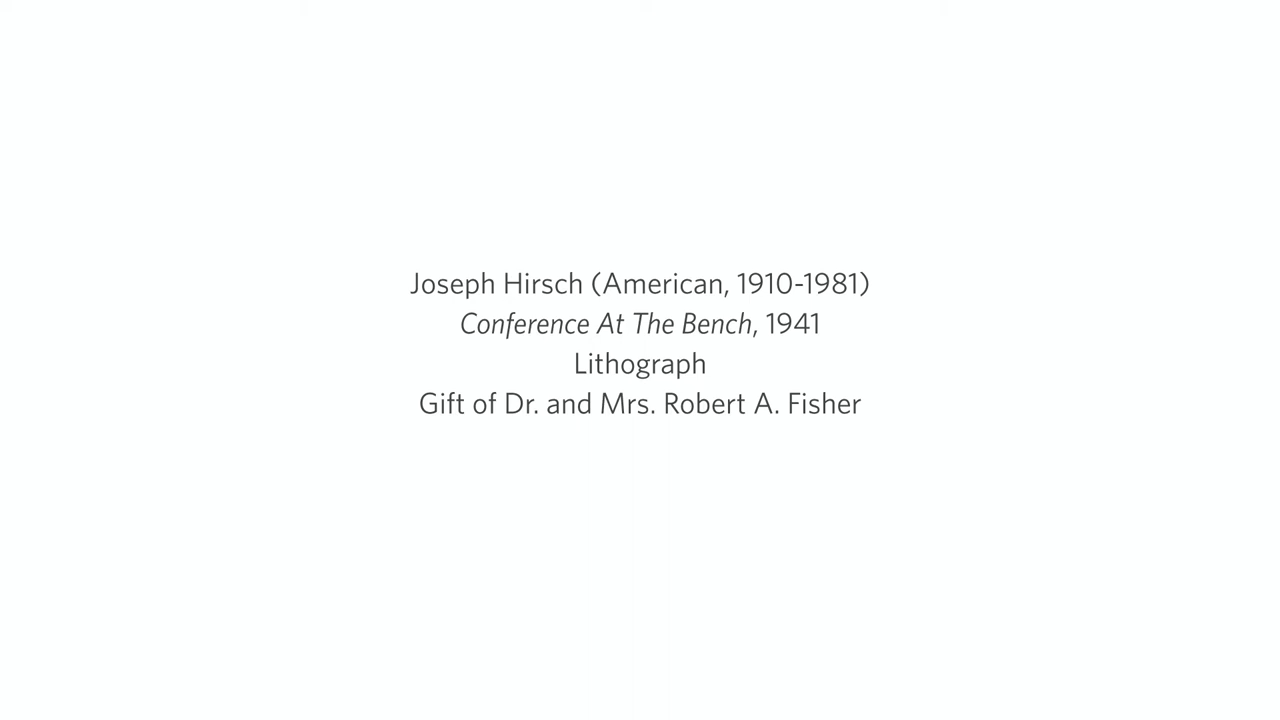 Joseph Hirsch (American, 1910-1981)
Conference At The Bench, 1941
Lithograph
Gift of Dr. and Mrs. Robert A. Fisher